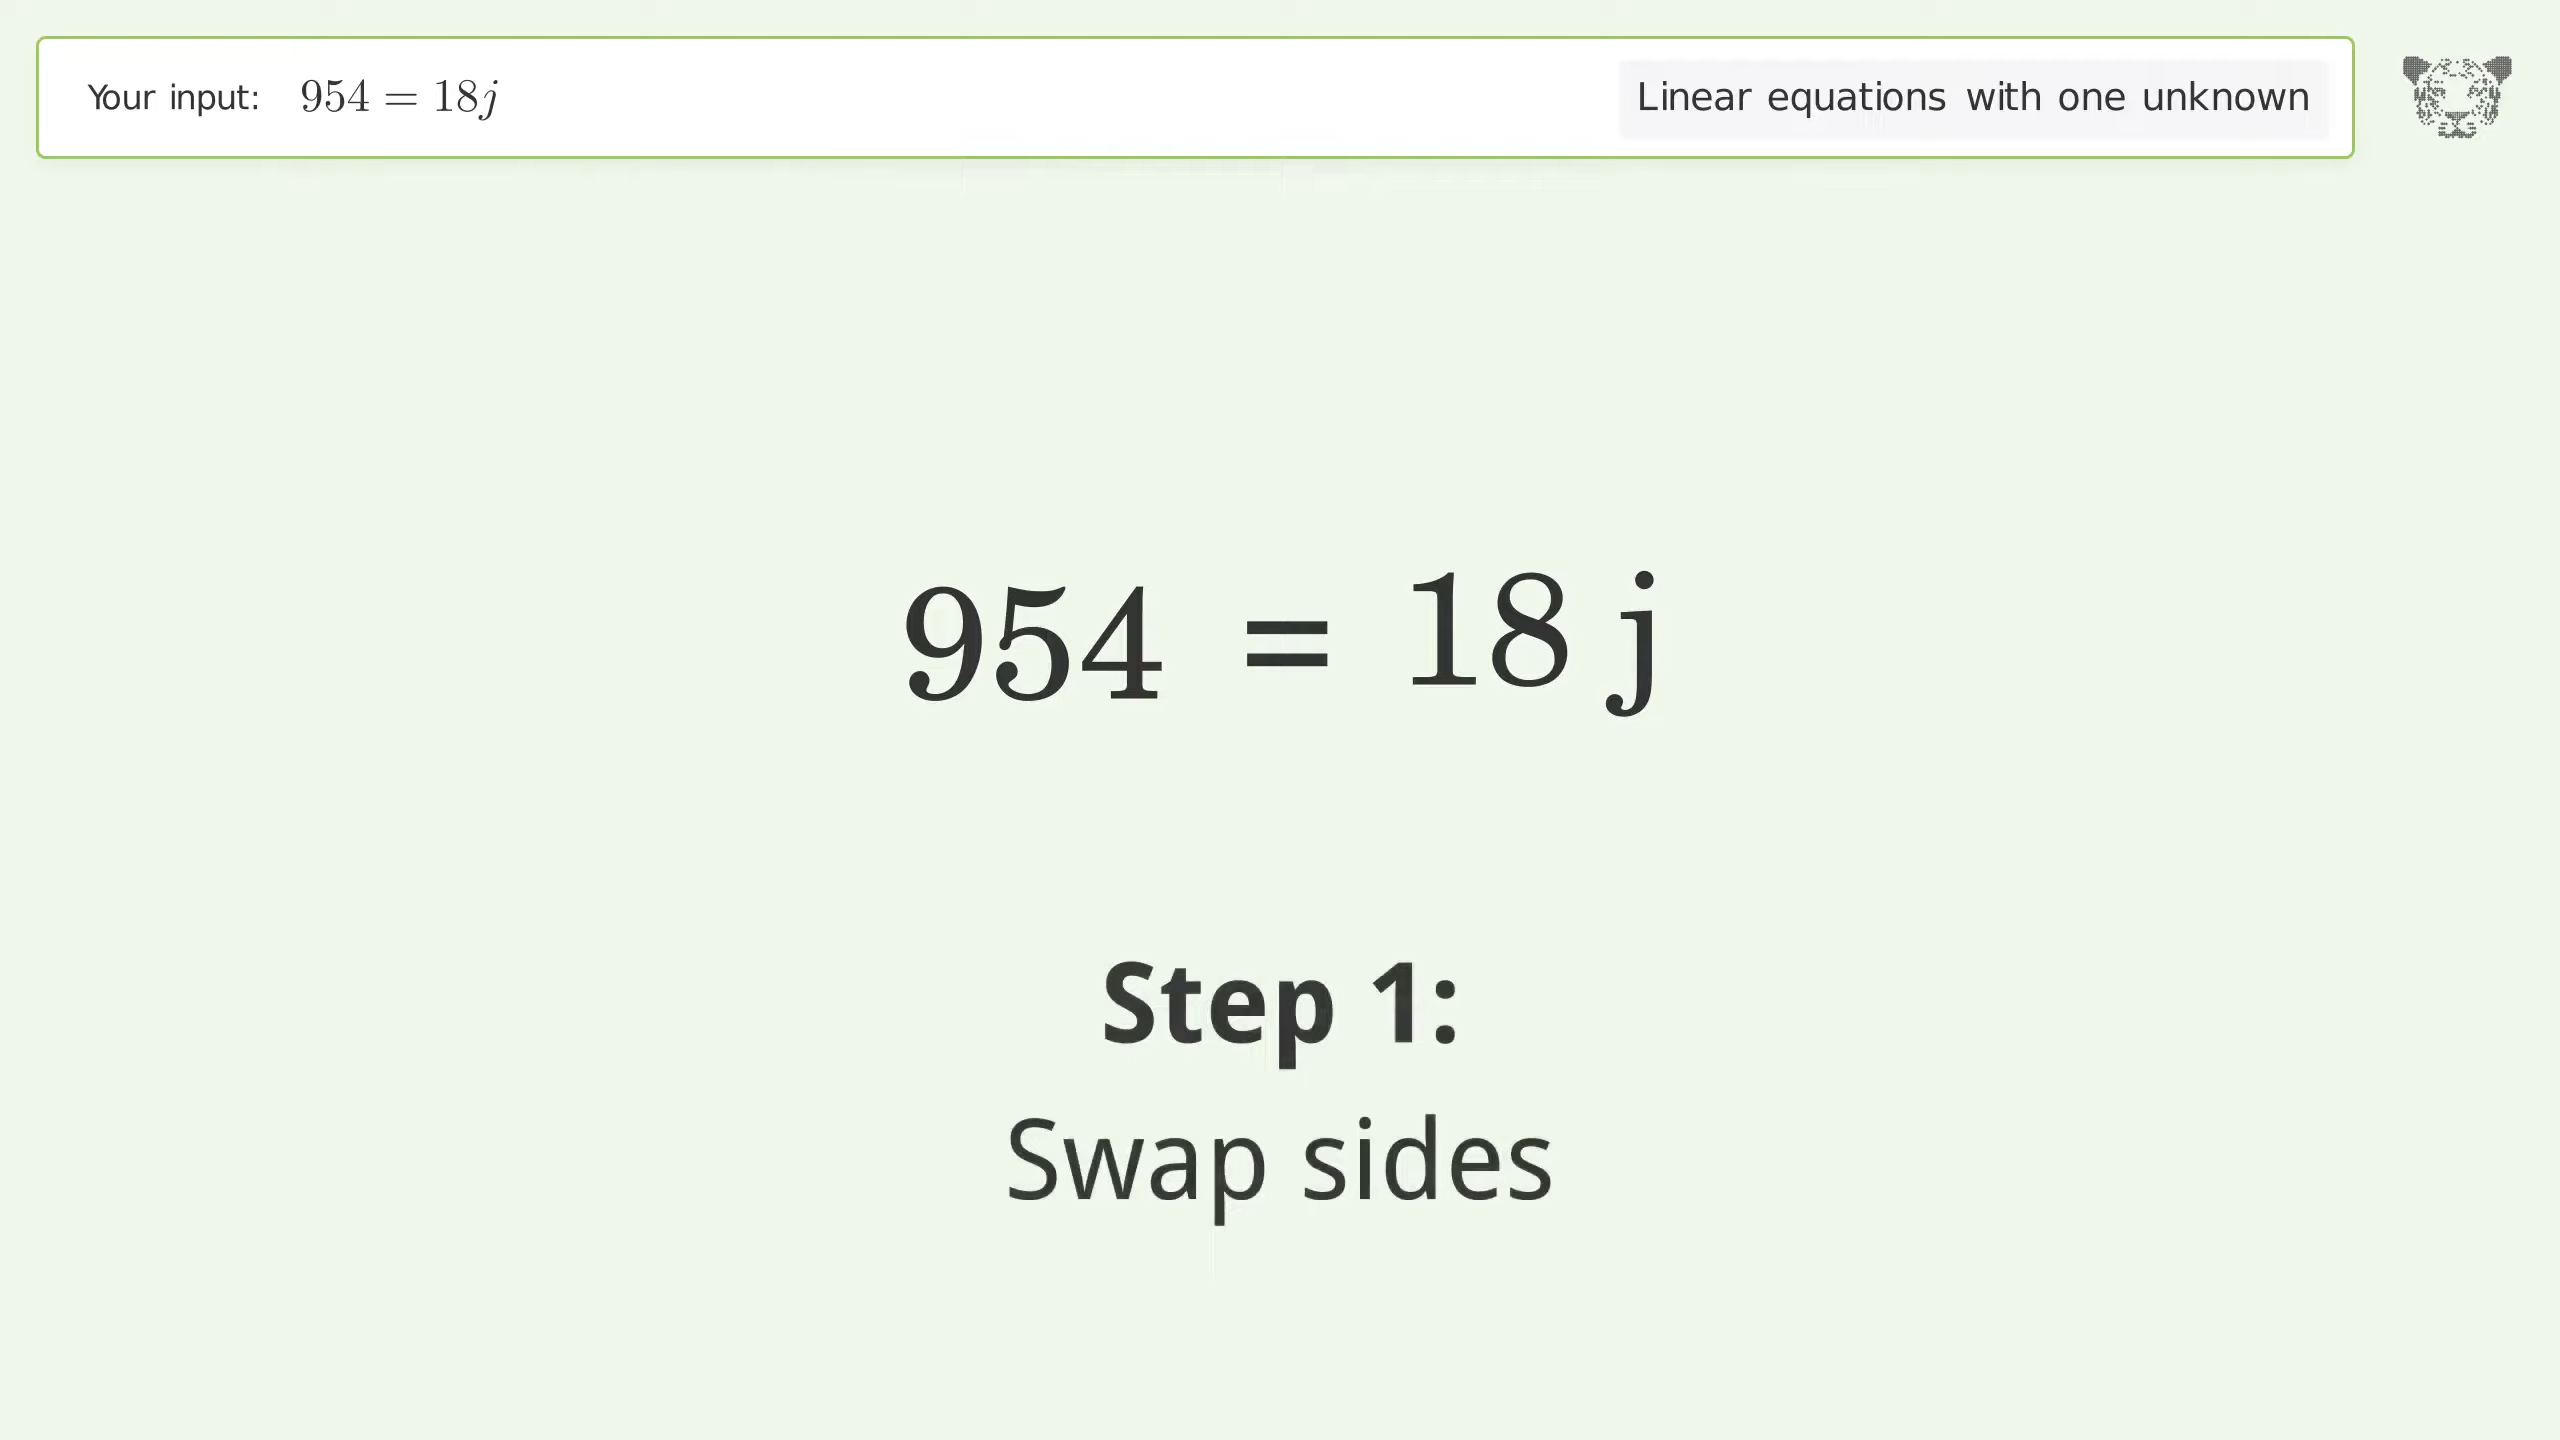 Your input: 954 = 18j
Linear equations with one unknown
954 = 18 j
Step 1:
Swap sides